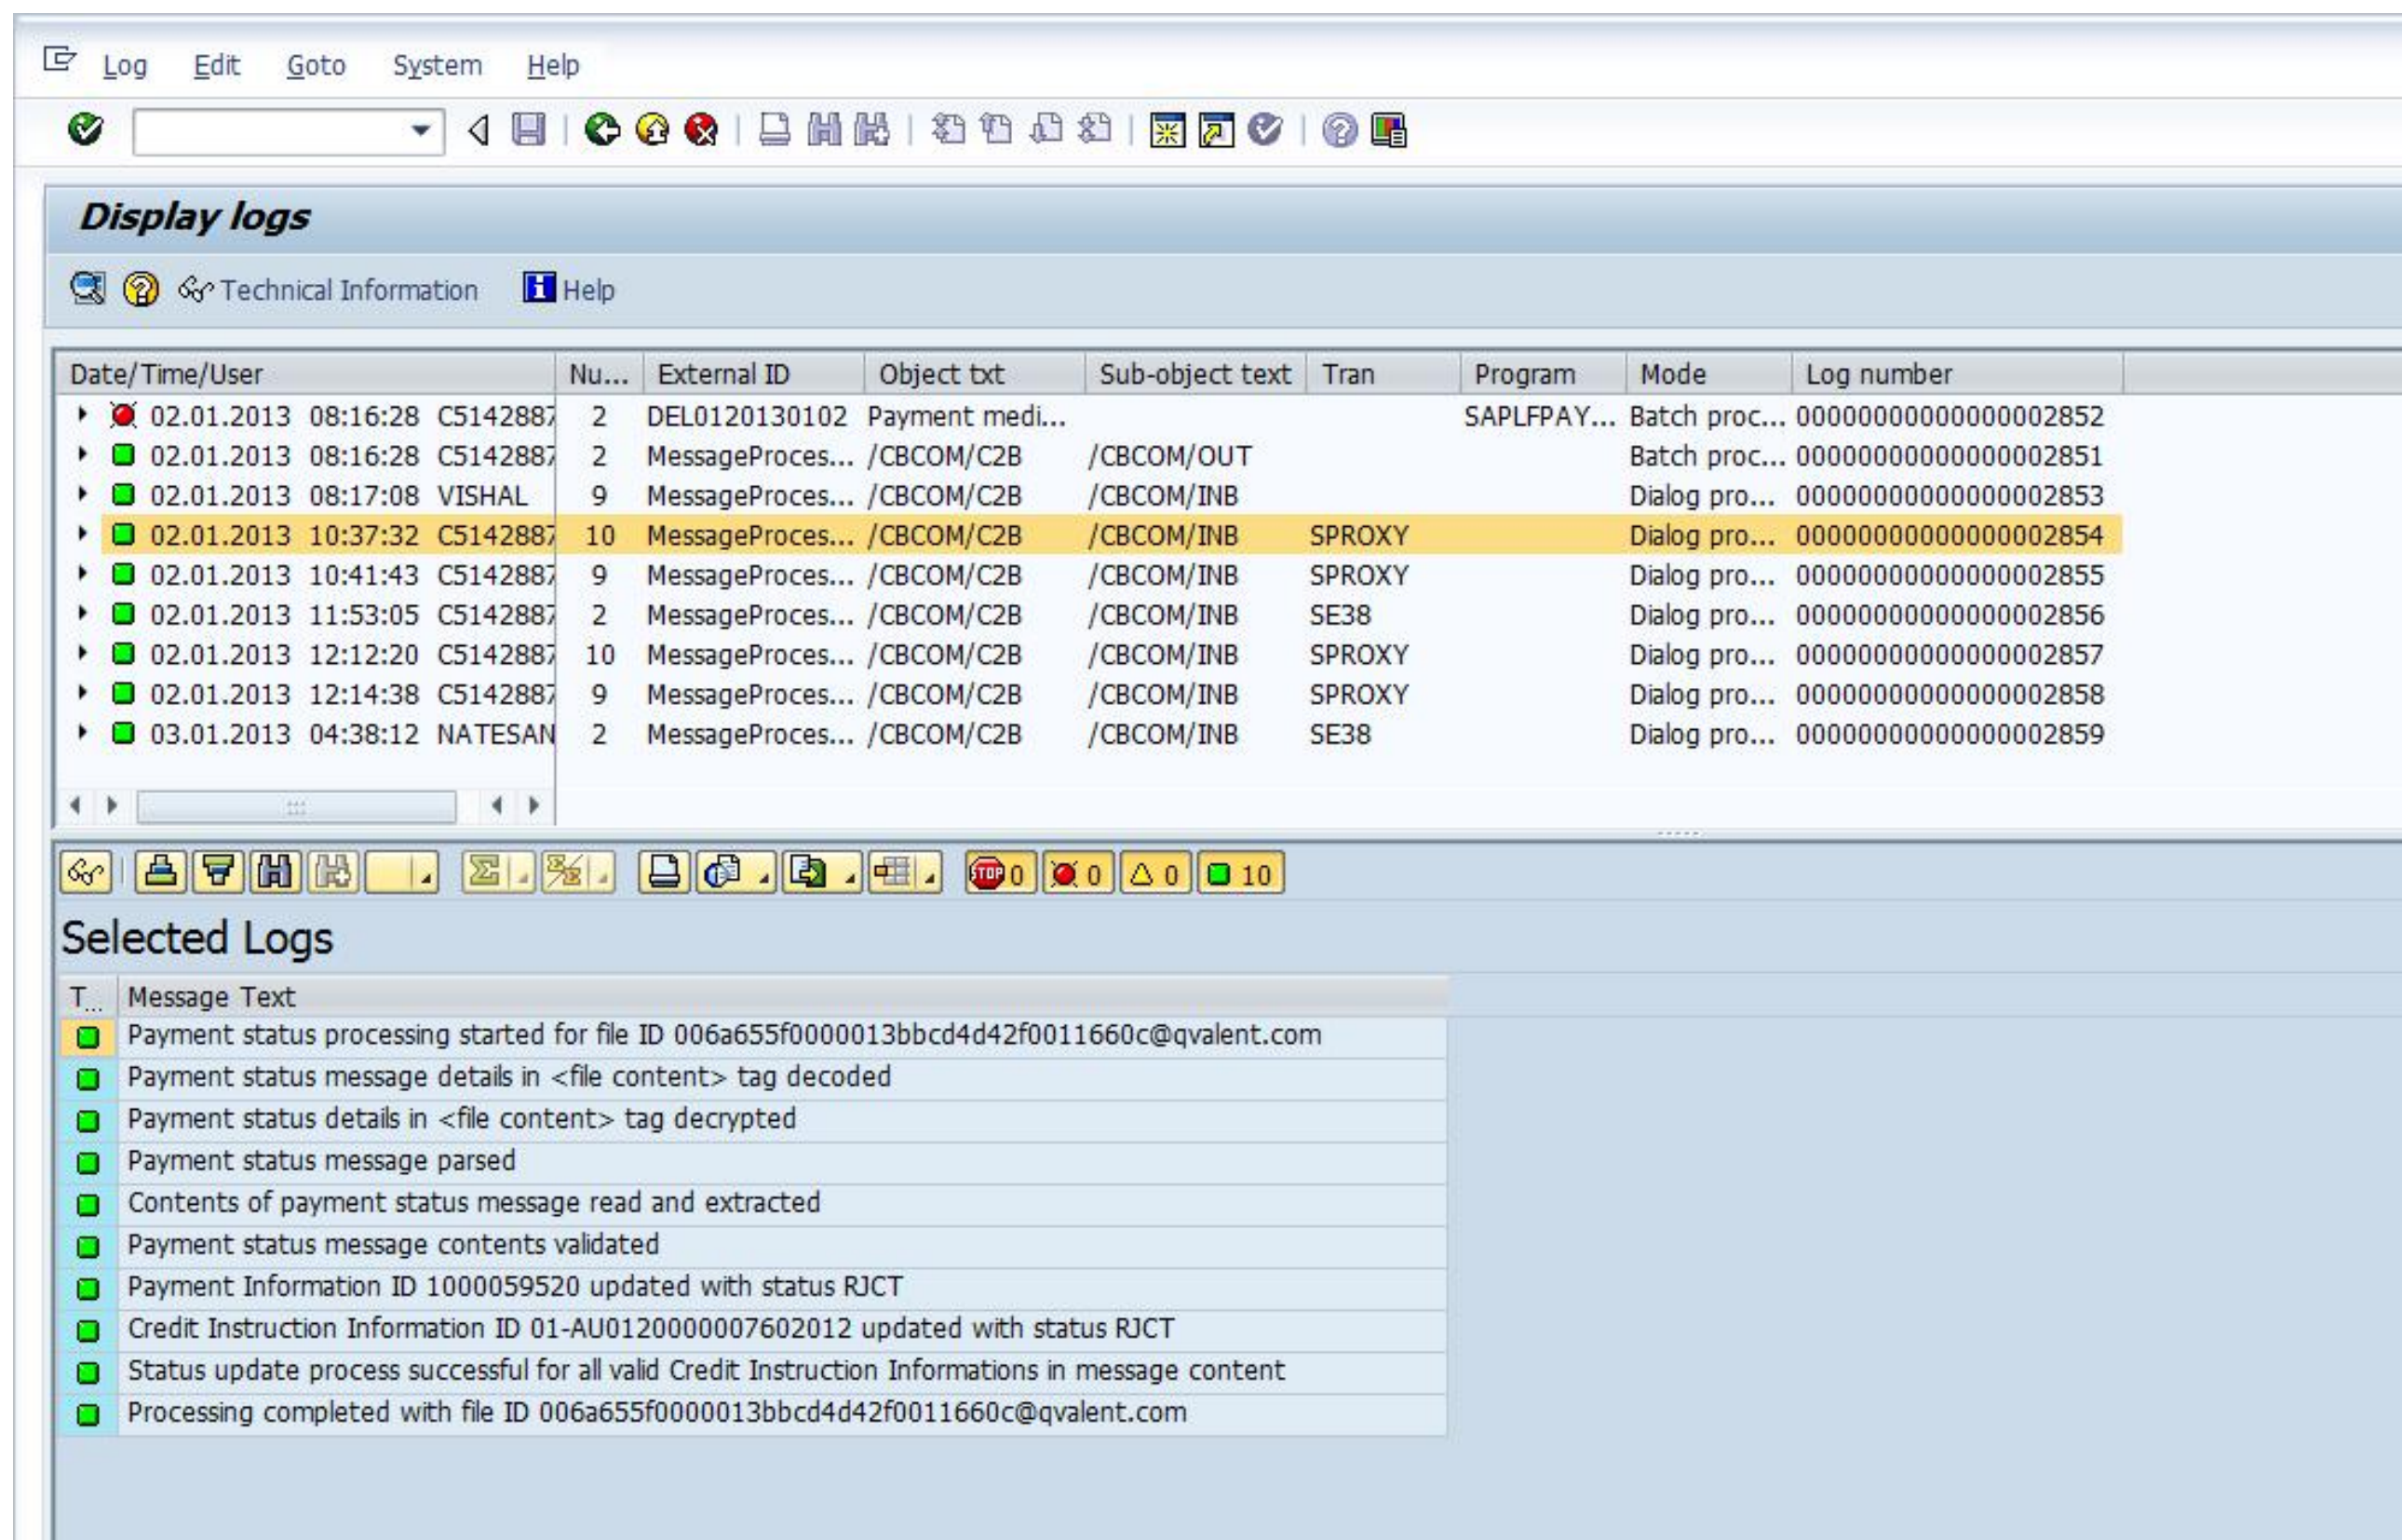 Log Edit Goto System Help
Display logs
Technical Information Help
Date/Time/User Nu... External ID Object txt Sub-object text Tran Program Mode Log number
02.01.2013 08:16:28 C5142887 2 DEL0120130102 Payment medi... SAPLFPAY... Batch proc... 00000000000000002852
02.01.2013 08:16:28 C5142887 2 MessageProces... /CBCOM/C2B /CBCOM/OUT Batch proc... 00000000000000002851
02.01.2013 08:17:08 VISHAL 9 MessageProces... /CBCOM/C2B /CBCOM/INB Dialog pro... 00000000000000002853
02.01.2013 10:37:32 C5142887 10 MessageProces... /CBCOM/C2B /CBCOM/INB SPROXY Dialog pro... 00000000000000002854
02.01.2013 10:41:43 C5142887 9 MessageProces... /CBCOM/C2B /CBCOM/INB SPROXY Dialog pro... 00000000000000002855
02.01.2013 11:53:05 C5142887 2 MessageProces... /CBCOM/C2B /CBCOM/INB SE38 Dialog pro... 00000000000000002856
02.01.2013 12:12:20 C5142887 10 MessageProces... /CBCOM/C2B /CBCOM/INB SPROXY Dialog pro... 00000000000000002857
02.01.2013 12:14:38 C5142887 9 MessageProces... /CBCOM/C2B /CBCOM/INB SPROXY Dialog pro... 00000000000000002858
03.01.2013 04:38:12 NATESAN 2 MessageProces... /CBCOM/C2B /CBCOM/INB SE38 Dialog pro... 00000000000000002859
STOP 0 0 0 10
Selected Logs
T... Message Text
Payment status processing started for file ID 006a655f0000013bbcd4d42f0011660c@qvalent.com
Payment status message details in <file content> tag decoded
Payment status details in <file content> tag decrypted
Payment status message parsed
Contents of payment status message read and extracted
Payment status message contents validated
Payment Information ID 1000059520 updated with status RJCT
Credit Instruction Information ID 01-AU0120000007602012 updated with status RJCT
Status update process successful for all valid Credit Instruction Informations in message content
Processing completed with file ID 006a655f0000013bbcd4d42f0011660c@qvalent.com